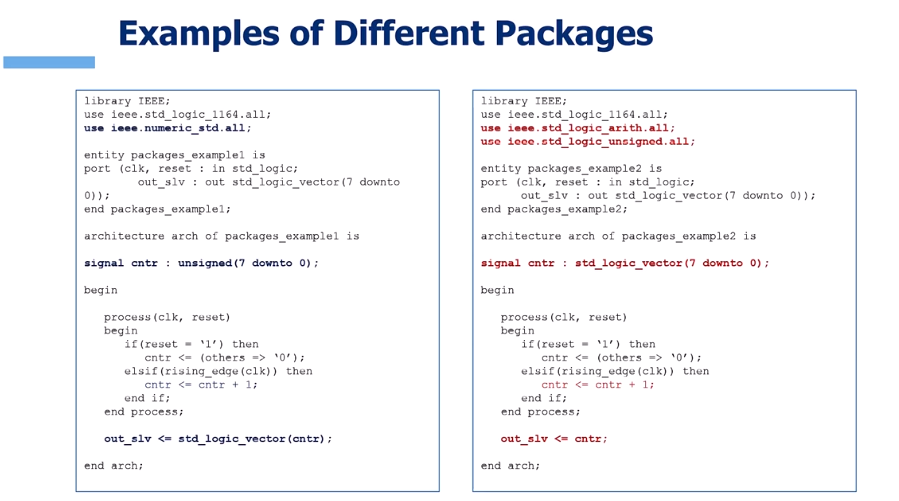 Examples of Different Packages
library IEEE;
use ieee.std_logic_1164.all;
use ieee.numeric_std.all;
entity packages_example1 is
port (clk, reset : in std_logic;
out_slv : out std_logic_vector(7 downto
0));
end packages_example1;
architecture arch of packages_example1 is
signal cntr : unsigned(7 downto 0);
begin
process(clk, reset)
begin
if(reset = ‘1’) then
cntr <= (others => ‘0’);
elsif(rising_edge(clk)) then
cntr <= cntr + 1;
end if;
end process;
out_slv <= std_logic_vector(cntr);
end arch;
library IEEE;
use ieee.std_logic_1164.all;
use ieee.std_logic_arith.all;
use ieee.std_logic_unsigned.all;
entity packages_example2 is
port (clk, reset : in std_logic;
out_slv : out std_logic_vector(7 downto 0));
end packages_example2;
architecture arch of packages_example2 is
signal cntr : std_logic_vector(7 downto 0);
begin
process(clk, reset)
begin
if(reset = ‘1’) then
cntr <= (others => ‘0’);
elsif(rising_edge(clk)) then
cntr <= cntr + 1;
end if;
end process;
out_slv <= cntr;
end arch;